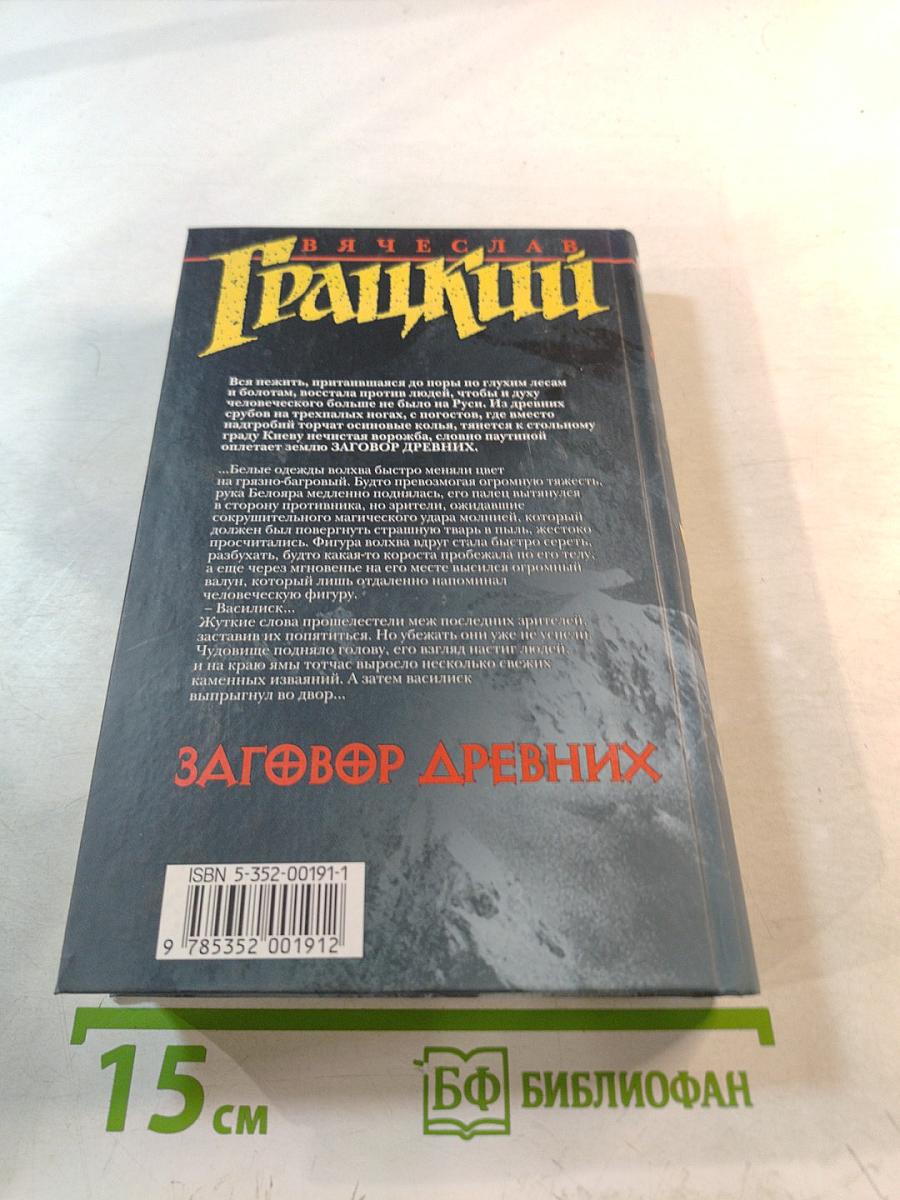 ВЯЧЕСЛАВ
Грацкий
Вся нежить, притаившаяся до поры по глухим лесам
и болотам, восстала против людей, чтобы и духу
человеческого больше не было на Руси. Из древних
срубов на трехпалых ногах, с погостов, где вместо
надгробий торчат осиновые колья, тянется к стольному
граду Киеву нечистая ворожба, словно паутиной
оплетает землю ЗАГОВОР ДРЕВНИХ.
...Белые одежды волхва быстро меняли цвет
на грязно-багровый. Будто превозмогая огромную тяжесть,
рука Белояра медленно поднялась, его палец вытянулся
в сторону противника, но зрители, ожидавшие
сокрушительного магического удара молнией, который
должен был повергнуть страшную тварь в пыль, жестоко
просчитались. Фигура волхва вдруг стала быстро сереть,
разбухать, будто какая-то короста пробежала по его телу,
а еще через мгновенье на его месте высился огромный
валун, который лишь отдаленно напоминал
человеческую фигуру.
– Василиск...
Жуткие слова прошелестели меж последних зрителей,
заставив их попятиться. Но убежать они уже не успели.
Чудовище подняло голову, его взгляд настиг людей,
и на краю ямы тотчас выросло несколько свежих
каменных изваяний. А затем василиск
выпрыгнул во двор...
ЗАГОВОР ДРЕВНИХ
ISBN 5-352-00191-1
9 785352 001912
15 см
БФ БИБЛИОФАН